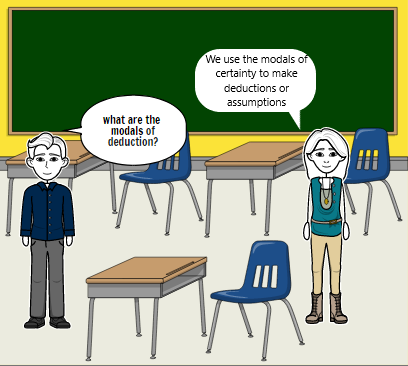 what are the
modals of
deduction?
We use the modals of
certainty to make
deductions or
assumptions